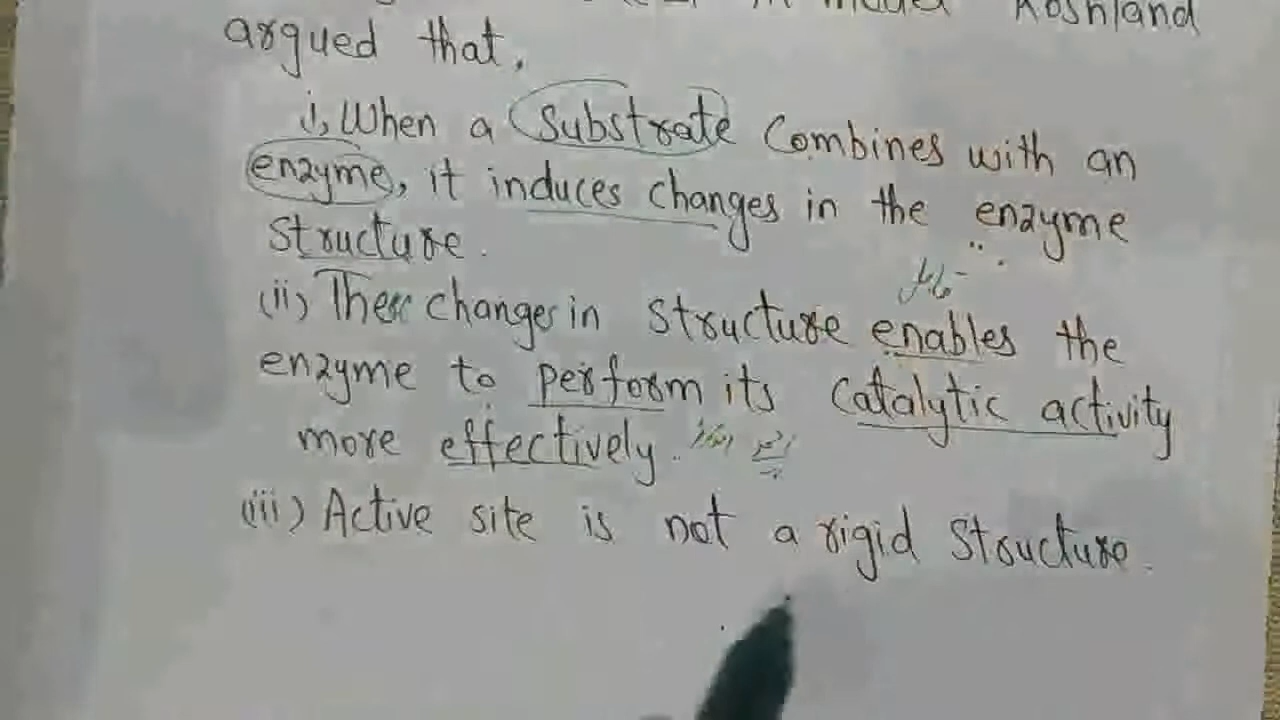 Koshland
argued that,
i, When a Substrate Combines with an
enzyme, it induces changes in the enzyme
Structure.
(ii) These changes in structure enables the
enzyme to perform its catalytic activity
more effectively.
(iii) Active site is not a rigid structure.